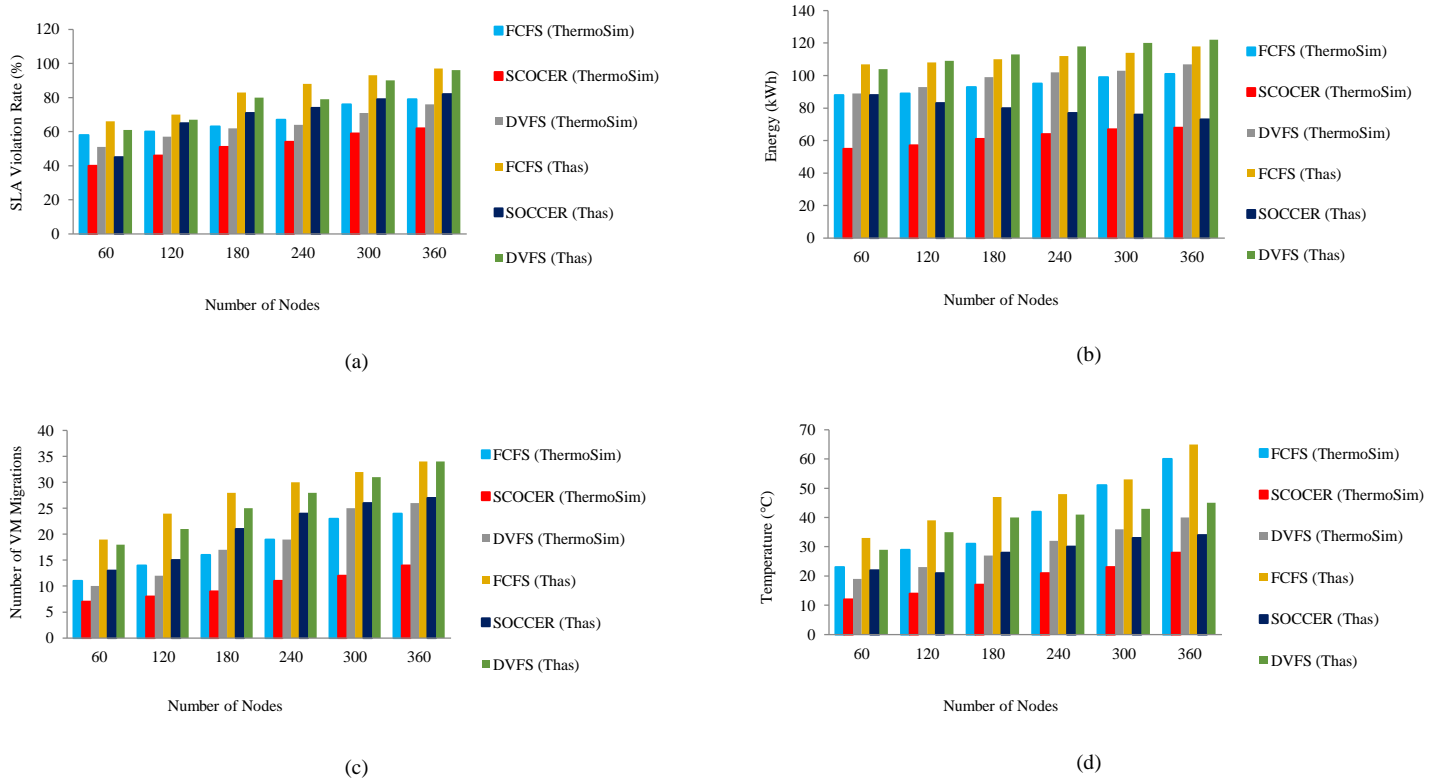 120
100
80
60
40
20
0
SLA Violation Rate (%)
60 120 180 240 300 360
Number of Nodes
FCFS (ThermoSim)
SCOCER (ThermoSim)
DVFS (ThermoSim)
FCFS (Thas)
SOCCER (Thas)
DVFS (Thas)
(a)
140
120
100
80
60
40
20
0
Energy (kWh)
60 120 180 240 300 360
Number of Nodes
FCFS (ThermoSim)
SCOCER (ThermoSim)
DVFS (ThermoSim)
FCFS (Thas)
SOCCER (Thas)
DVFS (Thas)
(b)
40
35
30
25
20
15
10
5
0
Number of VM Migrations
60 120 180 240 300 360
Number of Nodes
FCFS (ThermoSim)
SCOCER (ThermoSim)
DVFS (ThermoSim)
FCFS (Thas)
SOCCER (Thas)
DVFS (Thas)
(c)
70
60
50
40
30
20
10
0
Temperature (°C)
60 120 180 240 300 360
Number of Nodes
FCFS (ThermoSim)
SCOCER (ThermoSim)
DVFS (ThermoSim)
FCFS (Thas)
SOCCER (Thas)
DVFS (Thas)
(d)